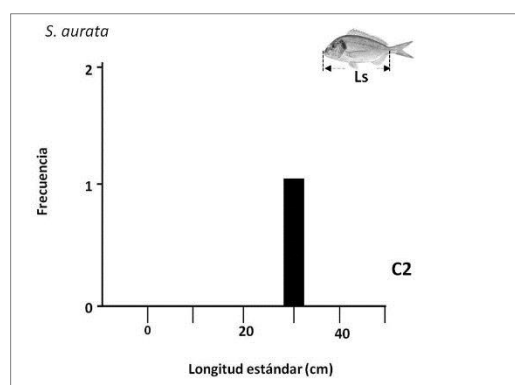 S. aurata
Ls
2
1
0
Frecuencia
C2
0 20 40
Longitud estándar (cm)